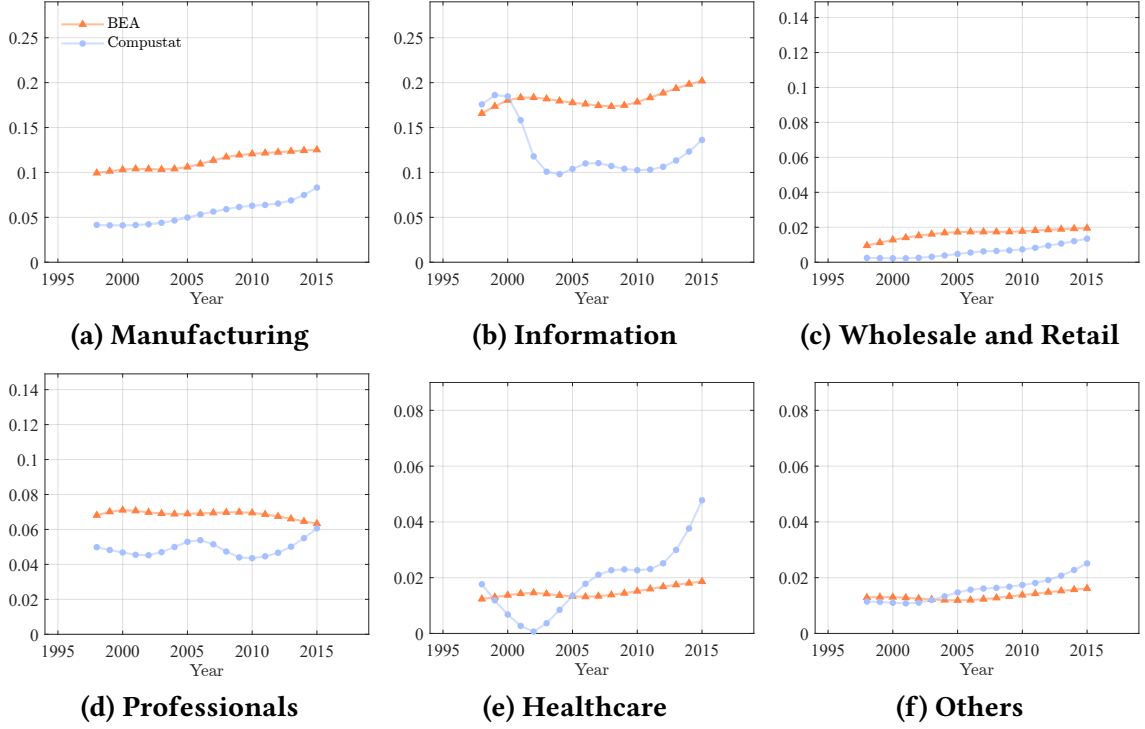 BEA
Compustat
0.25
0.2
0.15
0.1
0.05
0
1995 2000 2005 2010 2015
Year
(a) Manufacturing
0.25
0.2
0.15
0.1
0.05
0
1995 2000 2005 2010 2015
Year
(b) Information
0.14
0.12
0.1
0.08
0.06
0.04
0.02
0
1995 2000 2005 2010 2015
Year
(c) Wholesale and Retail
0.14
0.12
0.1
0.08
0.06
0.04
0.02
0
1995 2000 2005 2010 2015
Year
(d) Professionals
0.08
0.06
0.04
0.02
0
1995 2000 2005 2010 2015
Year
(e) Healthcare
0.08
0.06
0.04
0.02
0
1995 2000 2005 2010 2015
Year
(f) Others